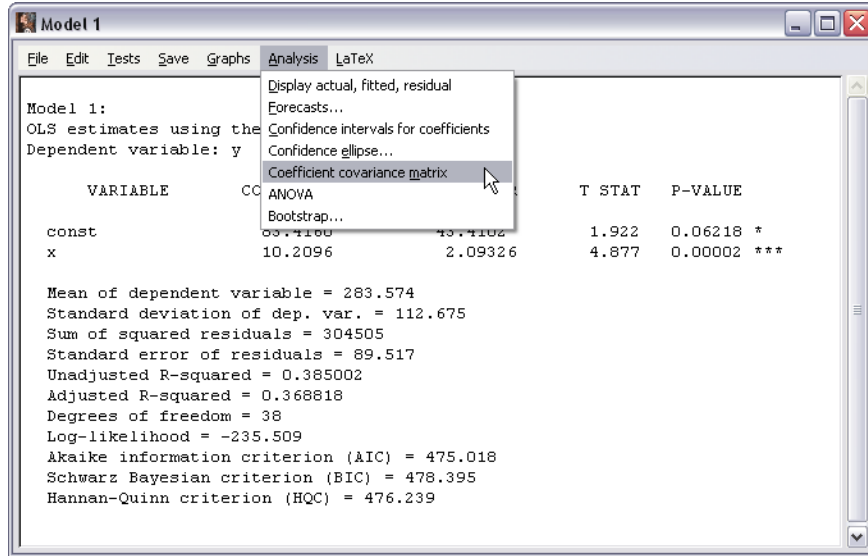 Model 1
File Edit Tests Save Graphs Analysis LaTeX
Display actual, fitted, residual
Forecasts...
Confidence intervals for coefficients
Confidence ellipse...
Coefficient covariance matrix
ANOVA
Bootstrap...
Model 1:
OLS estimates using the
Dependent variable: y
VARIABLE CO T STAT P-VALUE
const 83.4160 43.4102 1.922 0.06218 *
x 10.2096 2.09326 4.877 0.00002 ***
Mean of dependent variable = 283.574
Standard deviation of dep. var. = 112.675
Sum of squared residuals = 304505
Standard error of residuals = 89.517
Unadjusted R-squared = 0.385002
Adjusted R-squared = 0.368818
Degrees of freedom = 38
Log-likelihood = -235.509
Akaike information criterion (AIC) = 475.018
Schwarz Bayesian criterion (BIC) = 478.395
Hannan-Quinn criterion (HQC) = 476.239